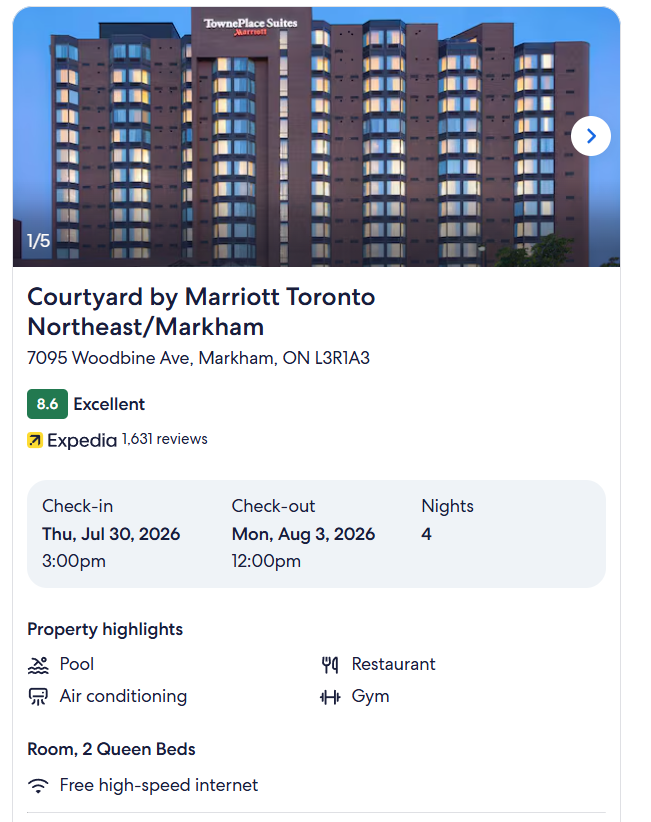 TownePlace Suites
Marriott
1/5
Courtyard by Marriott Toronto
Northeast/Markham
7095 Woodbine Ave, Markham, ON L3R1A3
8.6 Excellent
Expedia 1,631 reviews
Check-in Check-out Nights
Thu, Jul 30, 2026 Mon, Aug 3, 2026 4
3:00pm 12:00pm
Property highlights
Pool Restaurant
Air conditioning Gym
Room, 2 Queen Beds
Free high-speed internet